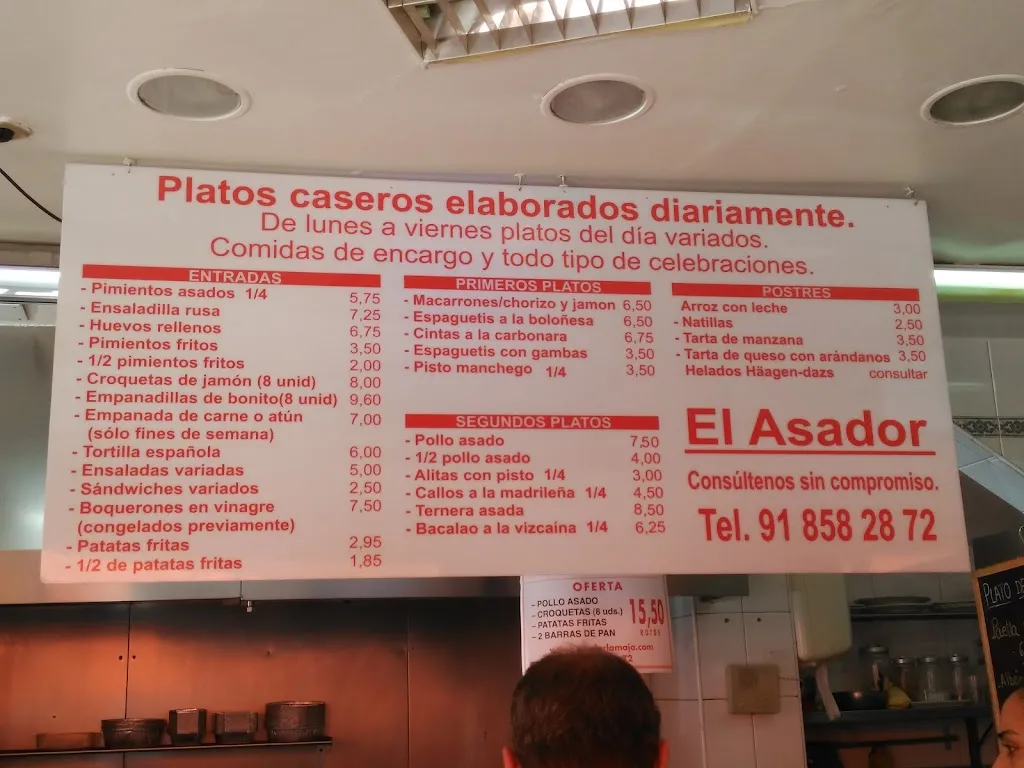 Platos caseros elaborados diariamente.
De lunes a viernes platos del día variados.
Comidas de encargo y todo tipo de celebraciones.
ENTRADAS
- Pimientos asados 1/4 5,75
- Ensaladilla rusa 7,25
- Huevos rellenos 6,75
- Pimientos fritos 3,50
- 1/2 pimientos fritos 2,00
- Croquetas de jamón (8 unid) 8,00
- Empanadillas de bonito(8 unid) 9,60
- Empanada de carne o atún 7,00
(sólo fines de semana)
- Tortilla española 6,00
- Ensaladas variadas 5,00
- Sándwiches variados 2,50
- Boquerones en vinagre 7,50
(congelados previamente)
- Patatas fritas 2,95
- 1/2 de patatas fritas 1,85
PRIMEROS PLATOS
- Macarrones/chorizo y jamon 6,50
- Espaguetis a la boloñesa 6,50
- Cintas a la carbonara 6,75
- Espaguetis con gambas 3,50
- Pisto manchego 1/4 3,50
SEGUNDOS PLATOS
- Pollo asado 7,50
- 1/2 pollo asado 4,00
- Alitas con pisto 1/4 3,00
- Callos a la madrileña 1/4 4,50
- Ternera asada 8,50
- Bacalao a la vizcaina 1/4 6,25
POSTRES
Arroz con leche 3,00
- Natillas 2,50
- Tarta de manzana 3,50
- Tarta de queso con arándanos 3,50
Helados Häagen-dazs consultar
El Asador
Consúltenos sin compromiso.
Tel. 91 858 28 72
OFERTA
- POLLO ASADO
- CROQUETAS (8 uds.)
- PATATAS FRITAS
- 2 BARRAS DE PAN
15,50
EUROS
PLATO